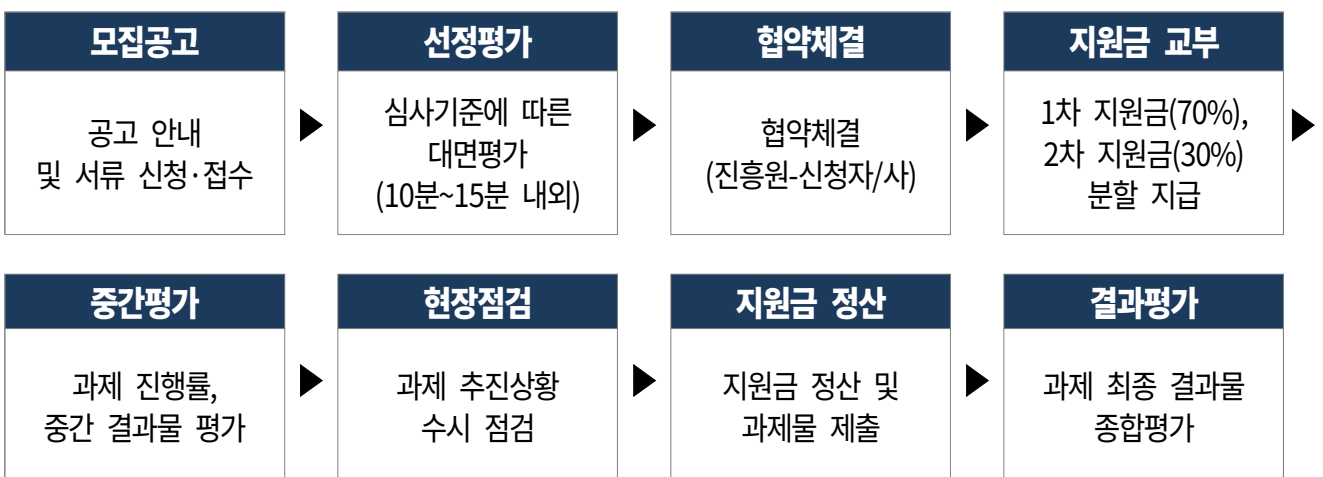 모집공고
공고 안내
및 서류 신청·접수
선정평가
심사기준에 따른
대면평가
(10분~15분 내외)
협약체결
협약체결
(진흥원-신청자/사)
지원금 교부
1차 지원금(70%),
2차 지원금(30%)
분할 지급
중간평가
과제 진행률,
중간 결과물 평가
현장점검
과제 추진상황
수시 점검
지원금 정산
지원금 정산 및
과제물 제출
결과평가
과제 최종 결과물
종합평가